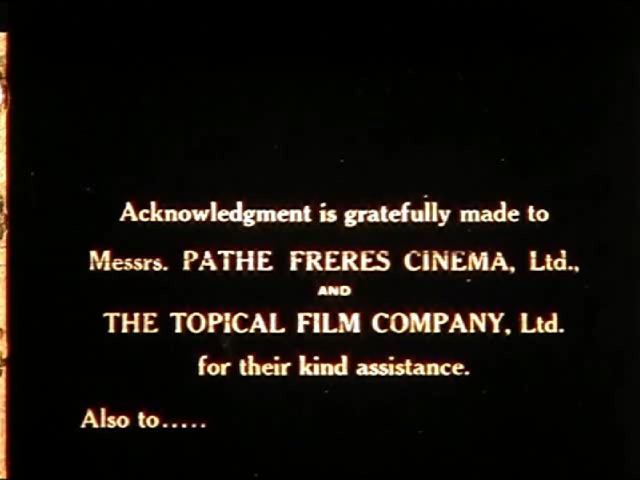 Acknowledgment is gratefully made to
Messrs. PATHE FRERES CINEMA, Ltd.,
AND
THE TOPICAL FILM COMPANY, Ltd.
for their kind assistance.
Also to.....